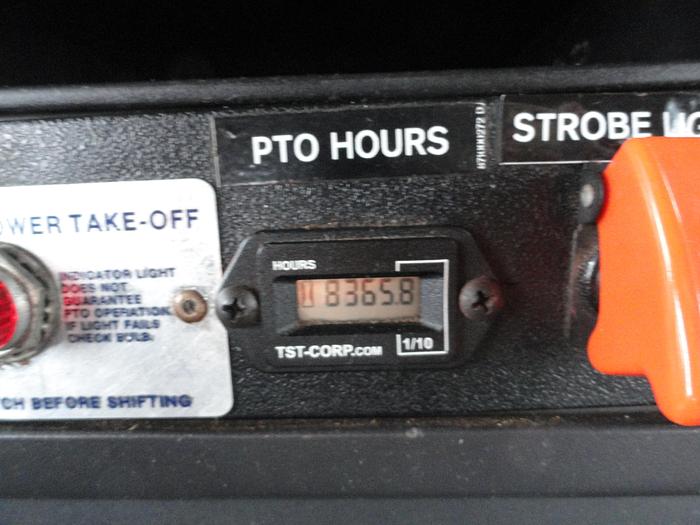 PTO HOURS
STROBE
POWER TAKE-OFF
INDICATOR LIGHT
DOES NOT
GUARANTEE
PTO OPERATION.
IF LIGHT FAILS
CHECK BULB.
BEFORE SHIFTING
HOURS
8365.8
TST-CORP.COM
1/10